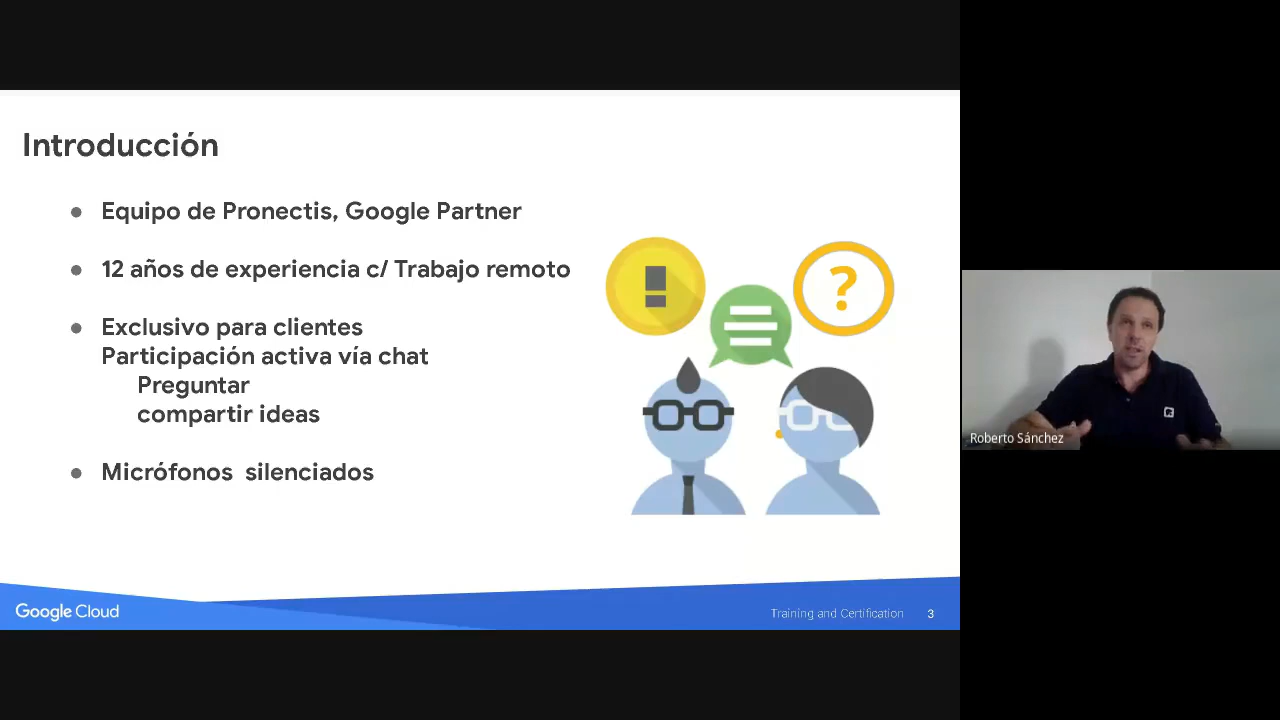 Introducción
Equipo de Pronectis, Google Partner
12 años de experiencia c/ Trabajo remoto
Exclusivo para clientes
Participación activa vía chat
Preguntar
compartir ideas
Micrófonos  silenciados
!
?
Google Cloud
Training and Certification 3
Roberto Sánchez